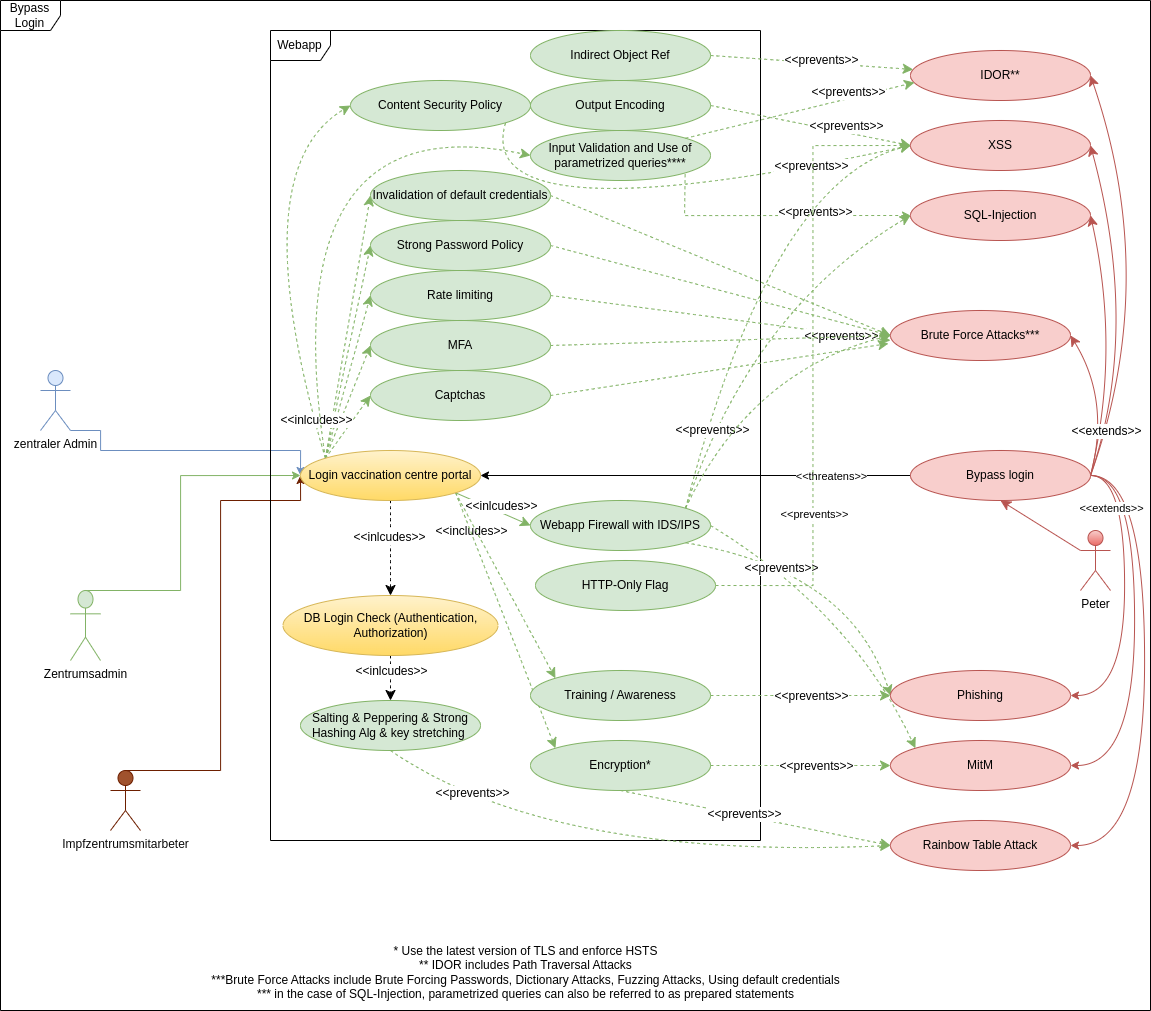 Bypass
Login
Webapp
Indirect Object Ref
<<prevents>>
IDOR**
Content Security Policy
Output Encoding
<<prevents>>
<<prevents>>
Input Validation and Use of
parametrized queries****
XSS
<<prevents>>
Invalidation of default credentials
<<prevents>>
SQL-Injection
Strong Password Policy
Rate limiting
MFA
<<prevents>>
Brute Force Attacks***
Captchas
<<inlcudes>>
<<prevents>>
<<extends>>
zentraler Admin
Login vaccination centre portal
<<threatens>>
Bypass login
<<inlcudes>>
<<extends>>
<<prevents>>
Webapp Firewall with IDS/IPS
<<includes>>
<<inlcudes>>
<<prevents>>
HTTP-Only Flag
Peter
DB Login Check (Authentication,
Authorization)
<<inlcudes>>
Zentrumsadmin
Training / Awareness
<<prevents>>
Phishing
Salting & Peppering & Strong
Hashing Alg & key stretching
Encryption*
<<prevents>>
MitM
<<prevents>>
<<prevents>>
Impfzentrumsmitarbeter
Rainbow Table Attack
* Use the latest version of TLS and enforce HSTS
** IDOR includes Path Traversal Attacks
***Brute Force Attacks include Brute Forcing Passwords, Dictionary Attacks, Fuzzing Attacks, Using default credentials
*** in the case of SQL-Injection, parametrized queries can also be referred to as prepared statements